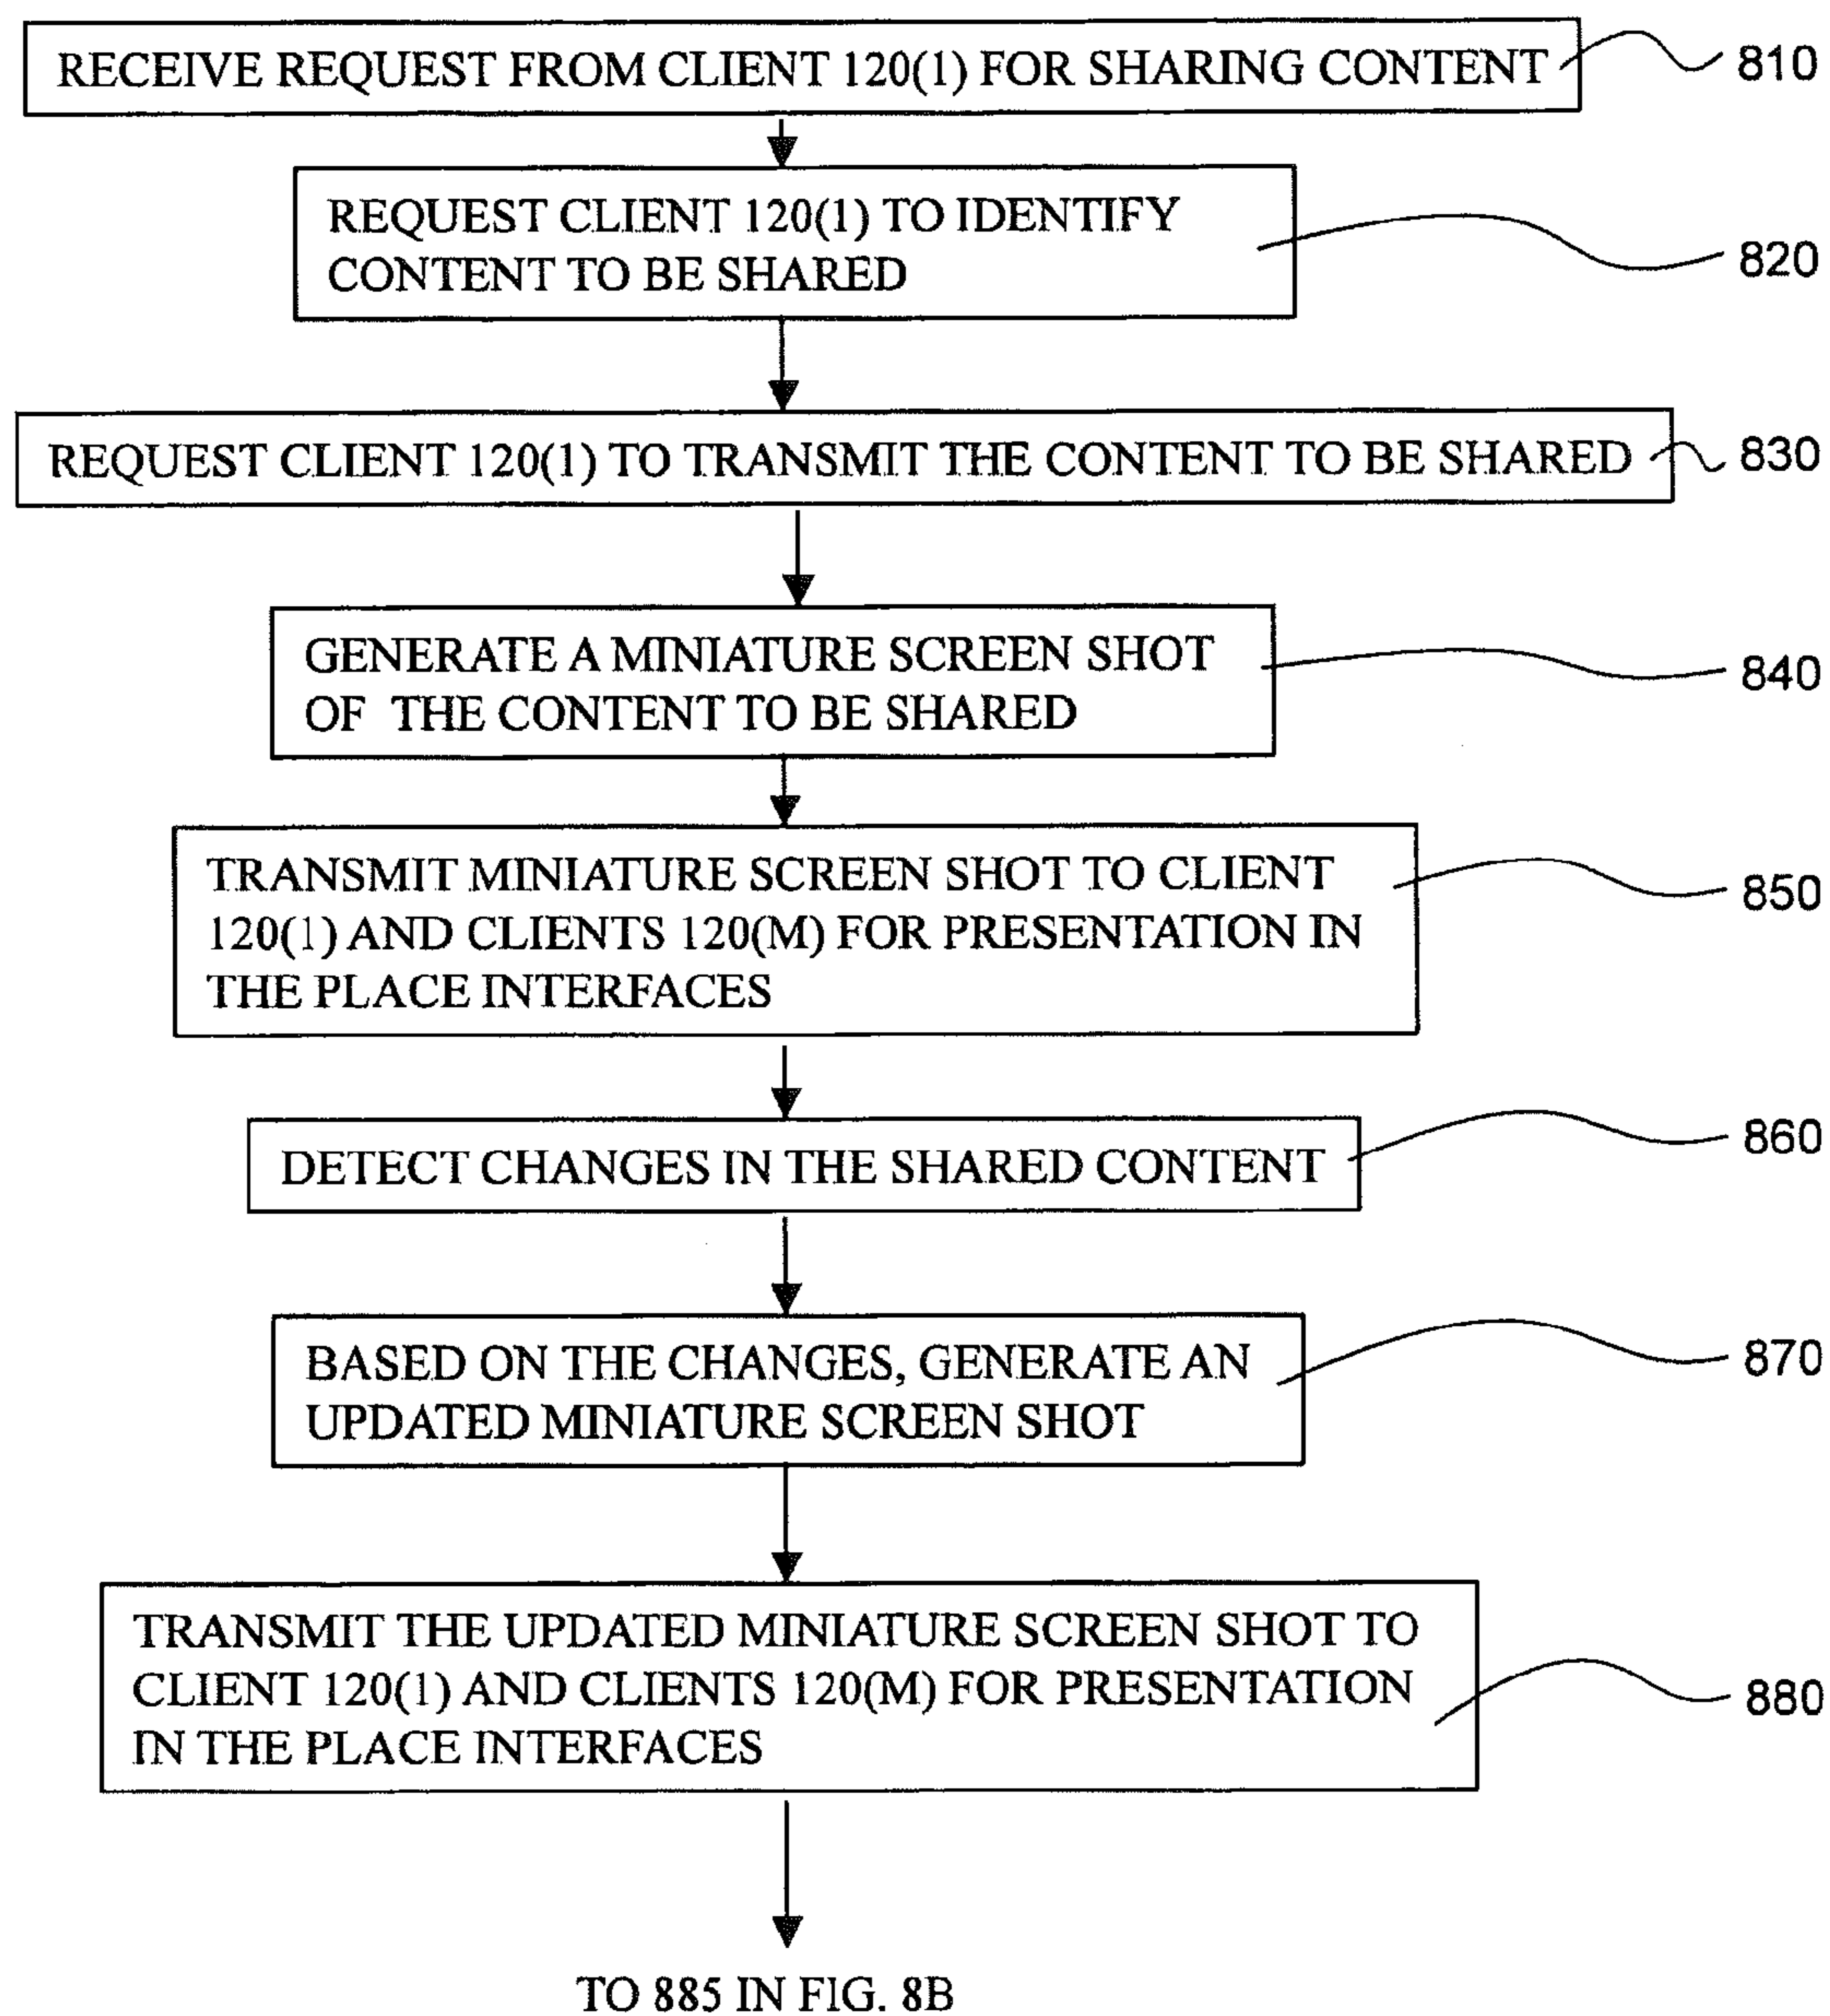 RECEIVE REQUEST FROM CLIENT 120(1) FOR SHARING CONTENT
810
REQUEST CLIENT 120(1) TO IDENTIFY
CONTENT TO BE SHARED
820
REQUEST CLIENT 120(1) TO TRANSMIT THE CONTENT TO BE SHARED
830
GENERATE A MINIATURE SCREEN SHOT
OF THE CONTENT TO BE SHARED
840
TRANSMIT MINIATURE SCREEN SHOT TO CLIENT
120(1) AND CLIENTS 120(M) FOR PRESENTATION IN
THE PLACE INTERFACES
850
DETECT CHANGES IN THE SHARED CONTENT
860
BASED ON THE CHANGES, GENERATE AN
UPDATED MINIATURE SCREEN SHOT
870
TRANSMIT THE UPDATED MINIATURE SCREEN SHOT TO
CLIENT 120(1) AND CLIENTS 120(M) FOR PRESENTATION
IN THE PLACE INTERFACES
880
TO 885 IN FIG. 8B